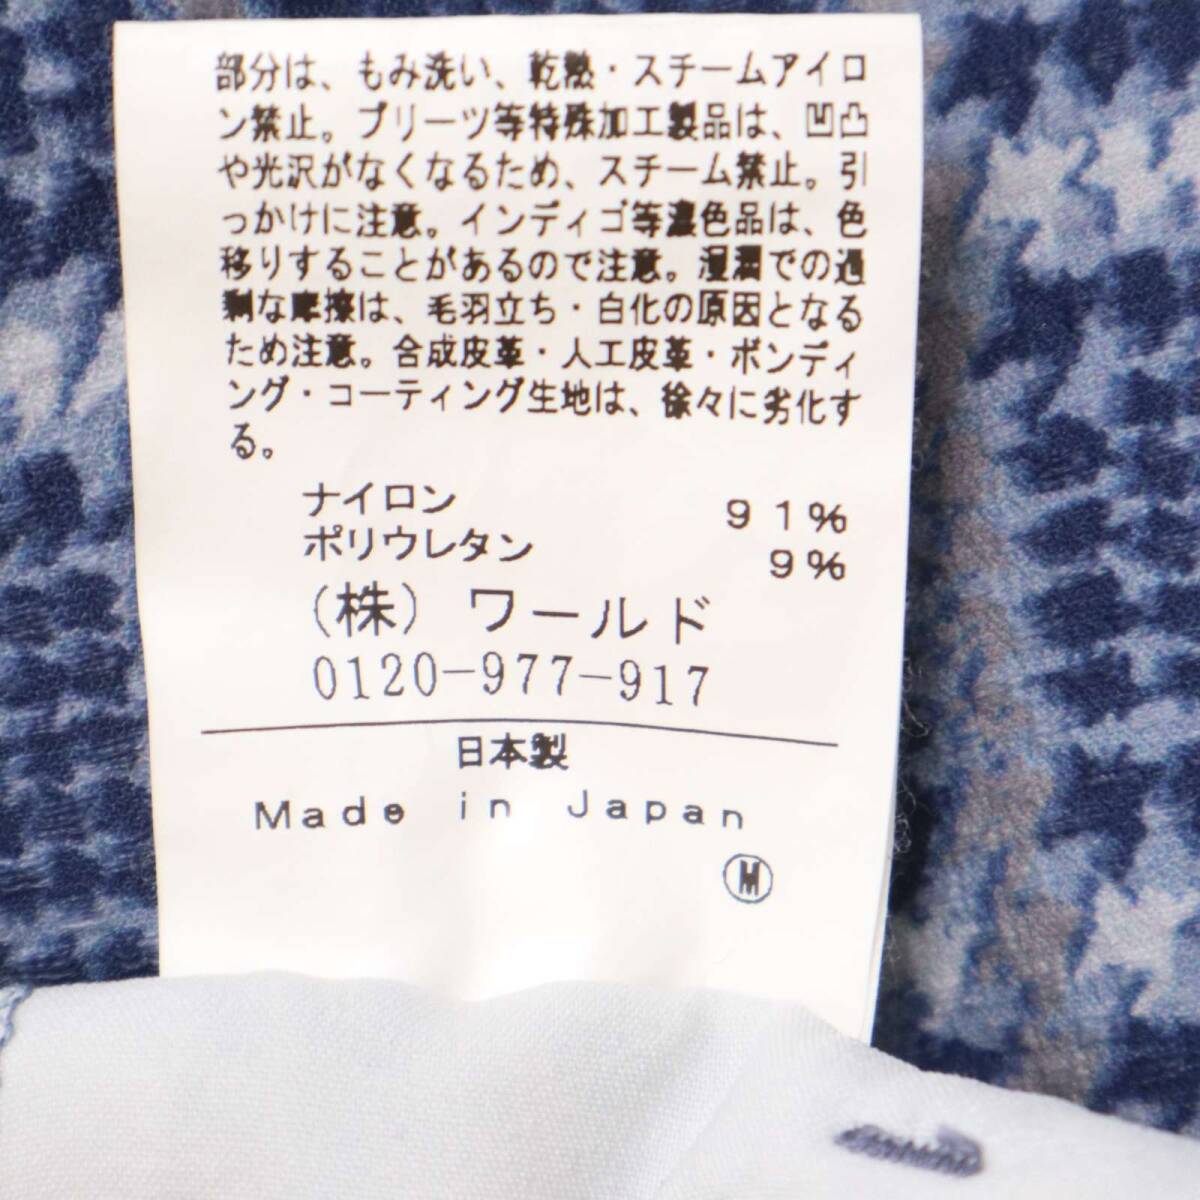 部分は、もみ洗い、乾熱・スチームアイロ
ン禁止。プリーツ等特殊加工製品は、凹凸
や光沢がなくなるため、スチーム禁止。引
っかけに注意。インディゴ等濃色品は、色
移りすることがあるので注意。湿潤での過
剰な摩擦は、毛羽立ち・白化の原因となる
ため注意。合成皮革・人工皮革・ボンディ
ング・コーティング生地は、徐々に劣化す
る。
ナイロン 91%
ポリウレタン 9%
(株) ワールド
0120-977-917
日本製
Made in Japan
Ⓜ